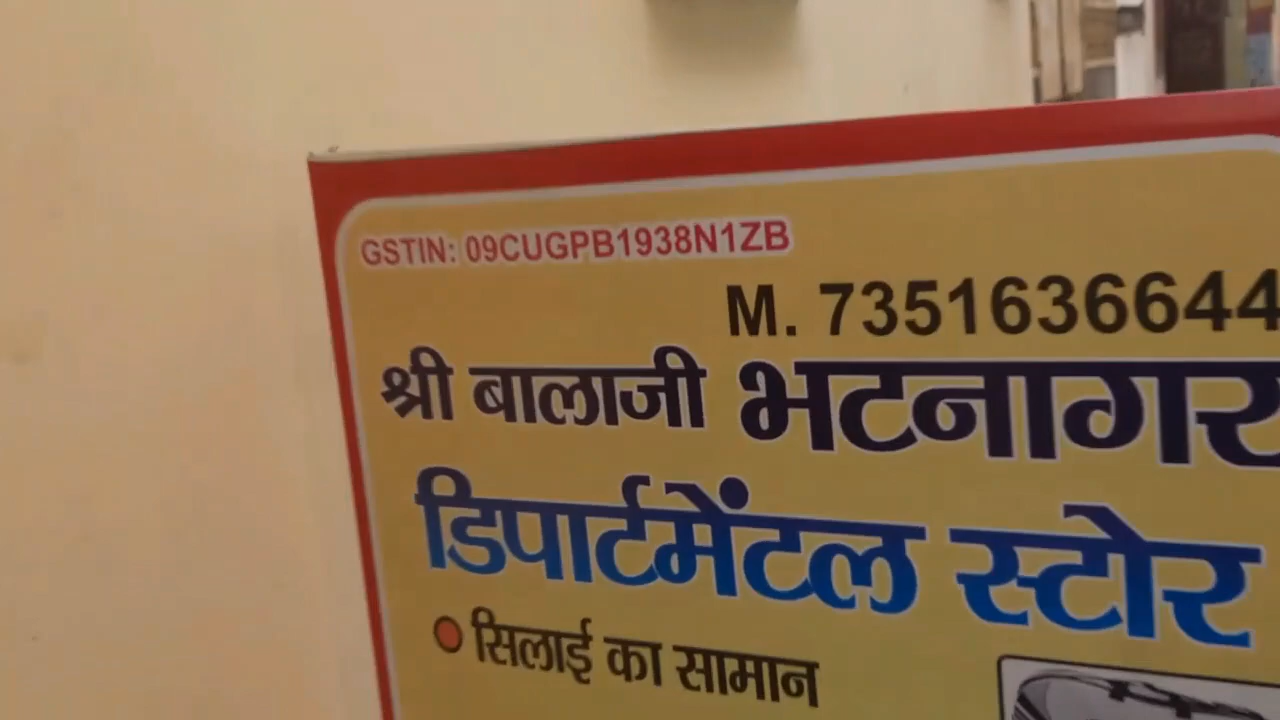 GSTIN: 09CUGPB1938N1ZB
M. 7351636644
श्री बालाजी भटनागर
डिपार्टमेंटल स्टोर
सिलाई का सामान